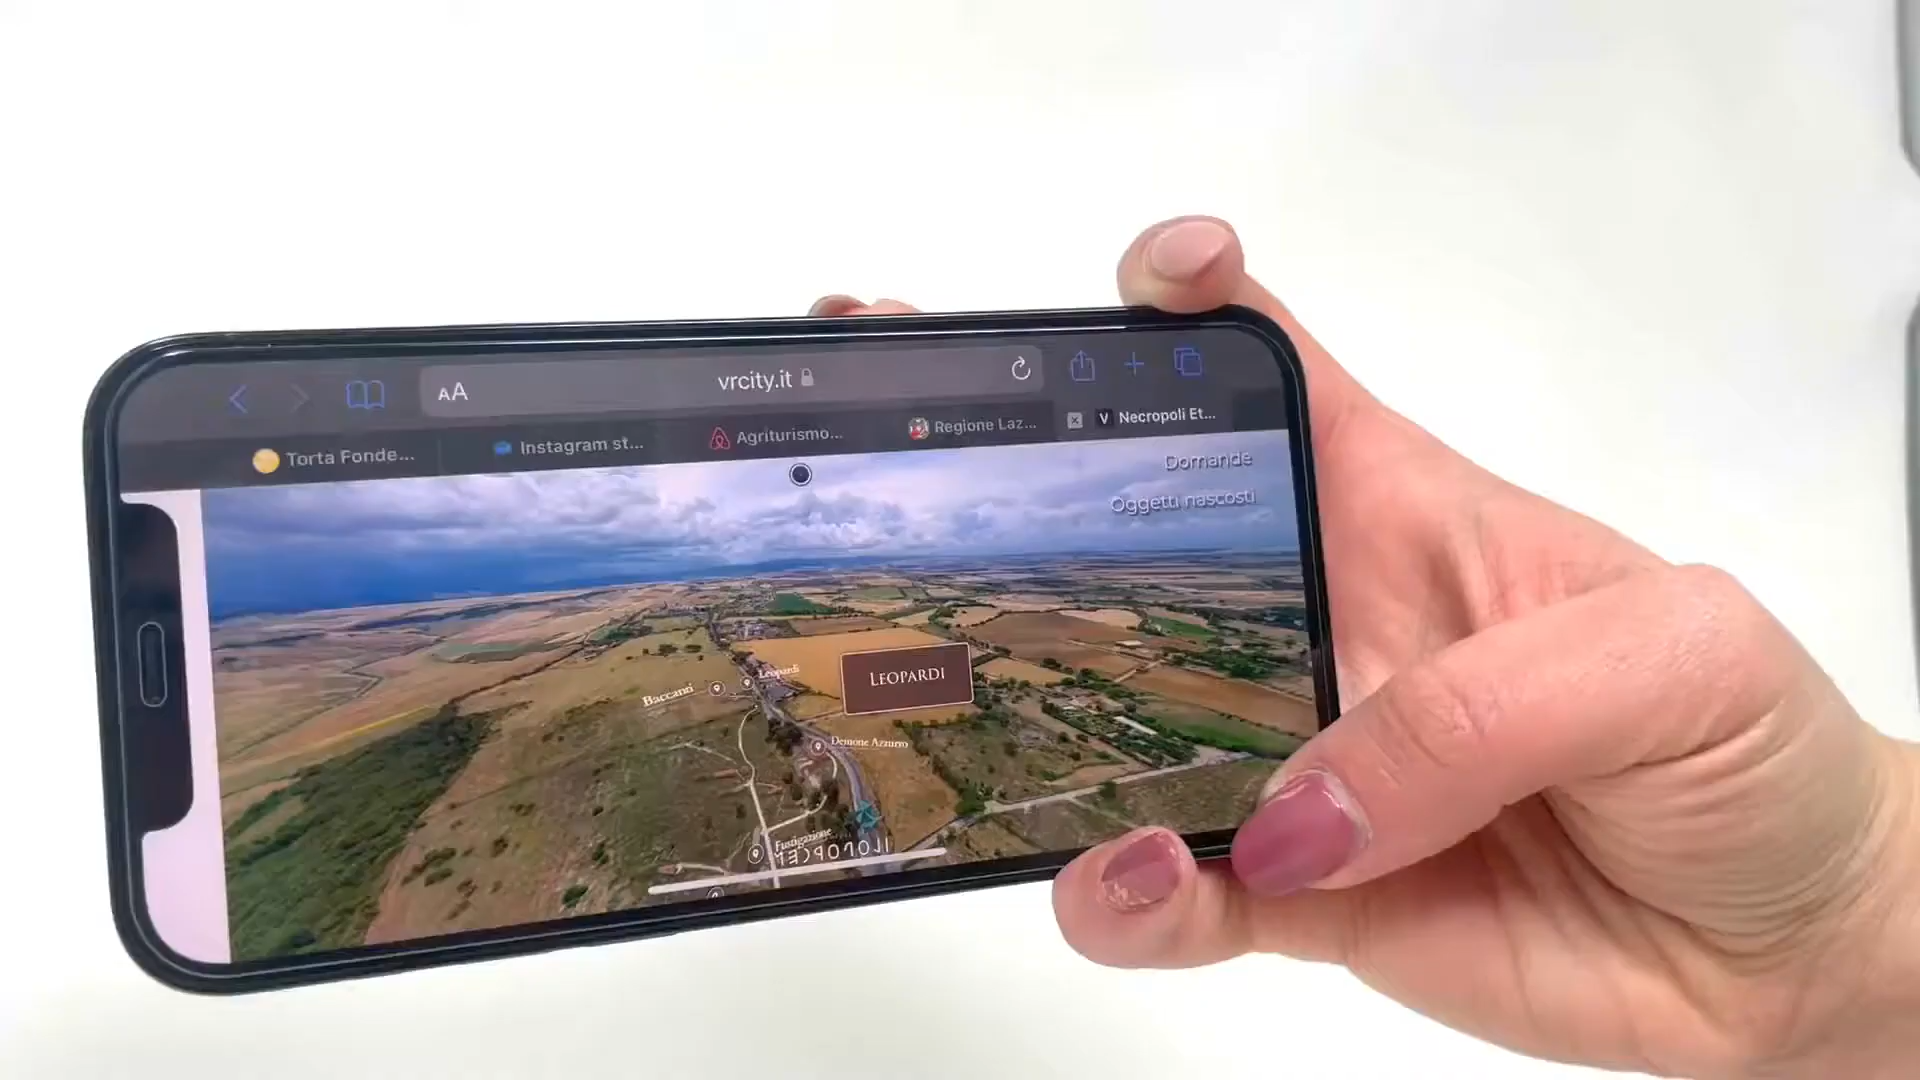 AA
vrcity.it
Torta Fonde...
Instagram st...
Agriturismo...
Regione Laz...
V
Necropoli Et...
Domande
Oggetti nascosti
Leopardi
LEOPARDI
Baccanti
Demone Azzurro
Fustigazione